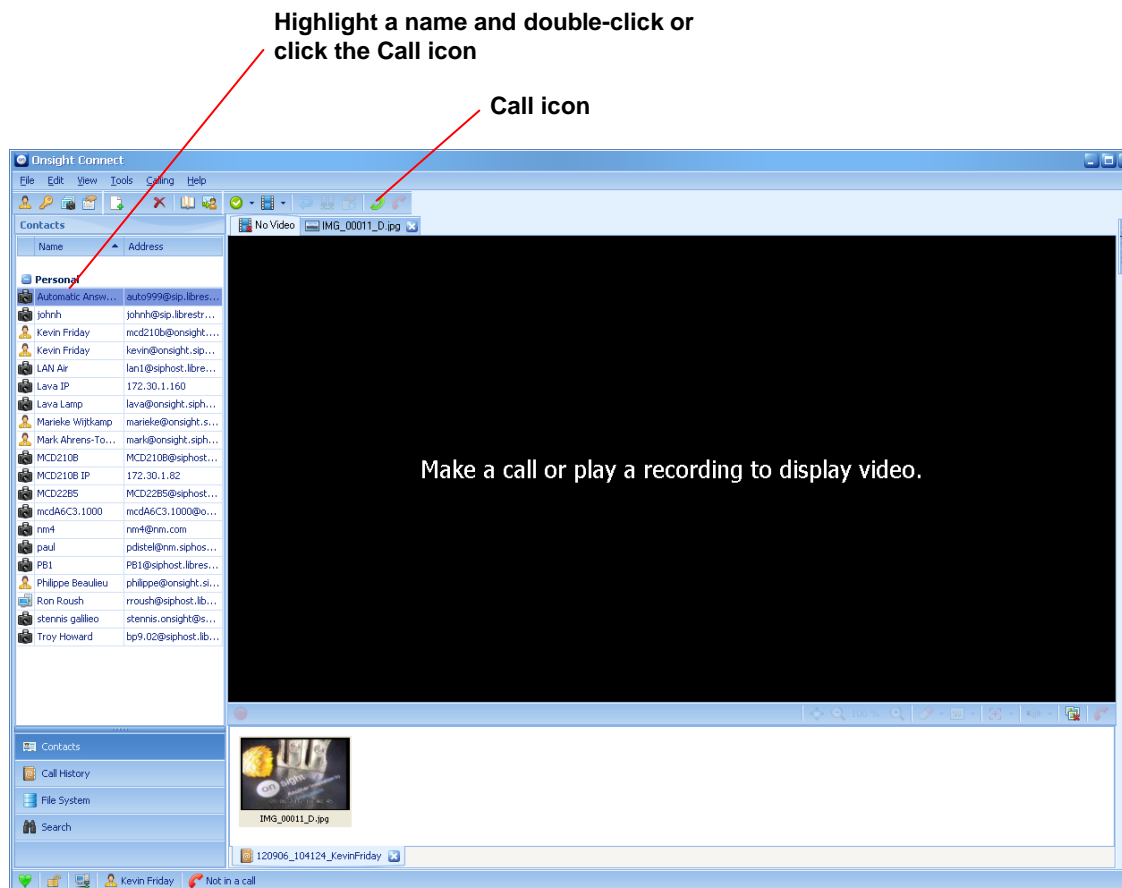 Highlight a name and double-click or
click the Call icon
Call icon
Onsight Connect
File Edit View Tools Calling Help
Contacts
No Video IMG_00011_D.jpg
Name Address
Personal
Automatic Answ... auto999@sip.libres...
johnh johnh@sip.librestr...
Kevin Friday mcd210b@onsight....
Kevin Friday kevin@onsight.sip...
LAN Air lan1@siphost.libre...
Lava IP 172.30.1.160
Lava Lamp lava@onsight.siph...
Marieke Wijtkamp marieke@onsight.s...
Mark Ahrens-To... mark@onsight.siph...
MCD210B MCD210B@siphost...
MCD210B IP 172.30.1.82
MCD22B5 MCD22B5@siphost...
mcdA6C3.1000 mcdA6C3.1000@o...
nm4 nm4@nm.com
paul pdistel@nm.siphos...
PB1 PB1@siphost.libres...
Philippe Beaulieu philippe@onsight.si...
Ron Roush rroush@siphost.lib...
stennis galilieo stennis.onsight@s...
Troy Howard bp9.02@siphost.lib...
Make a call or play a recording to display video.
100 %
Contacts
Call History
File System
Search
on sight
IMG_00011_D.jpg
120906_104124_KevinFriday
Kevin Friday Not in a call